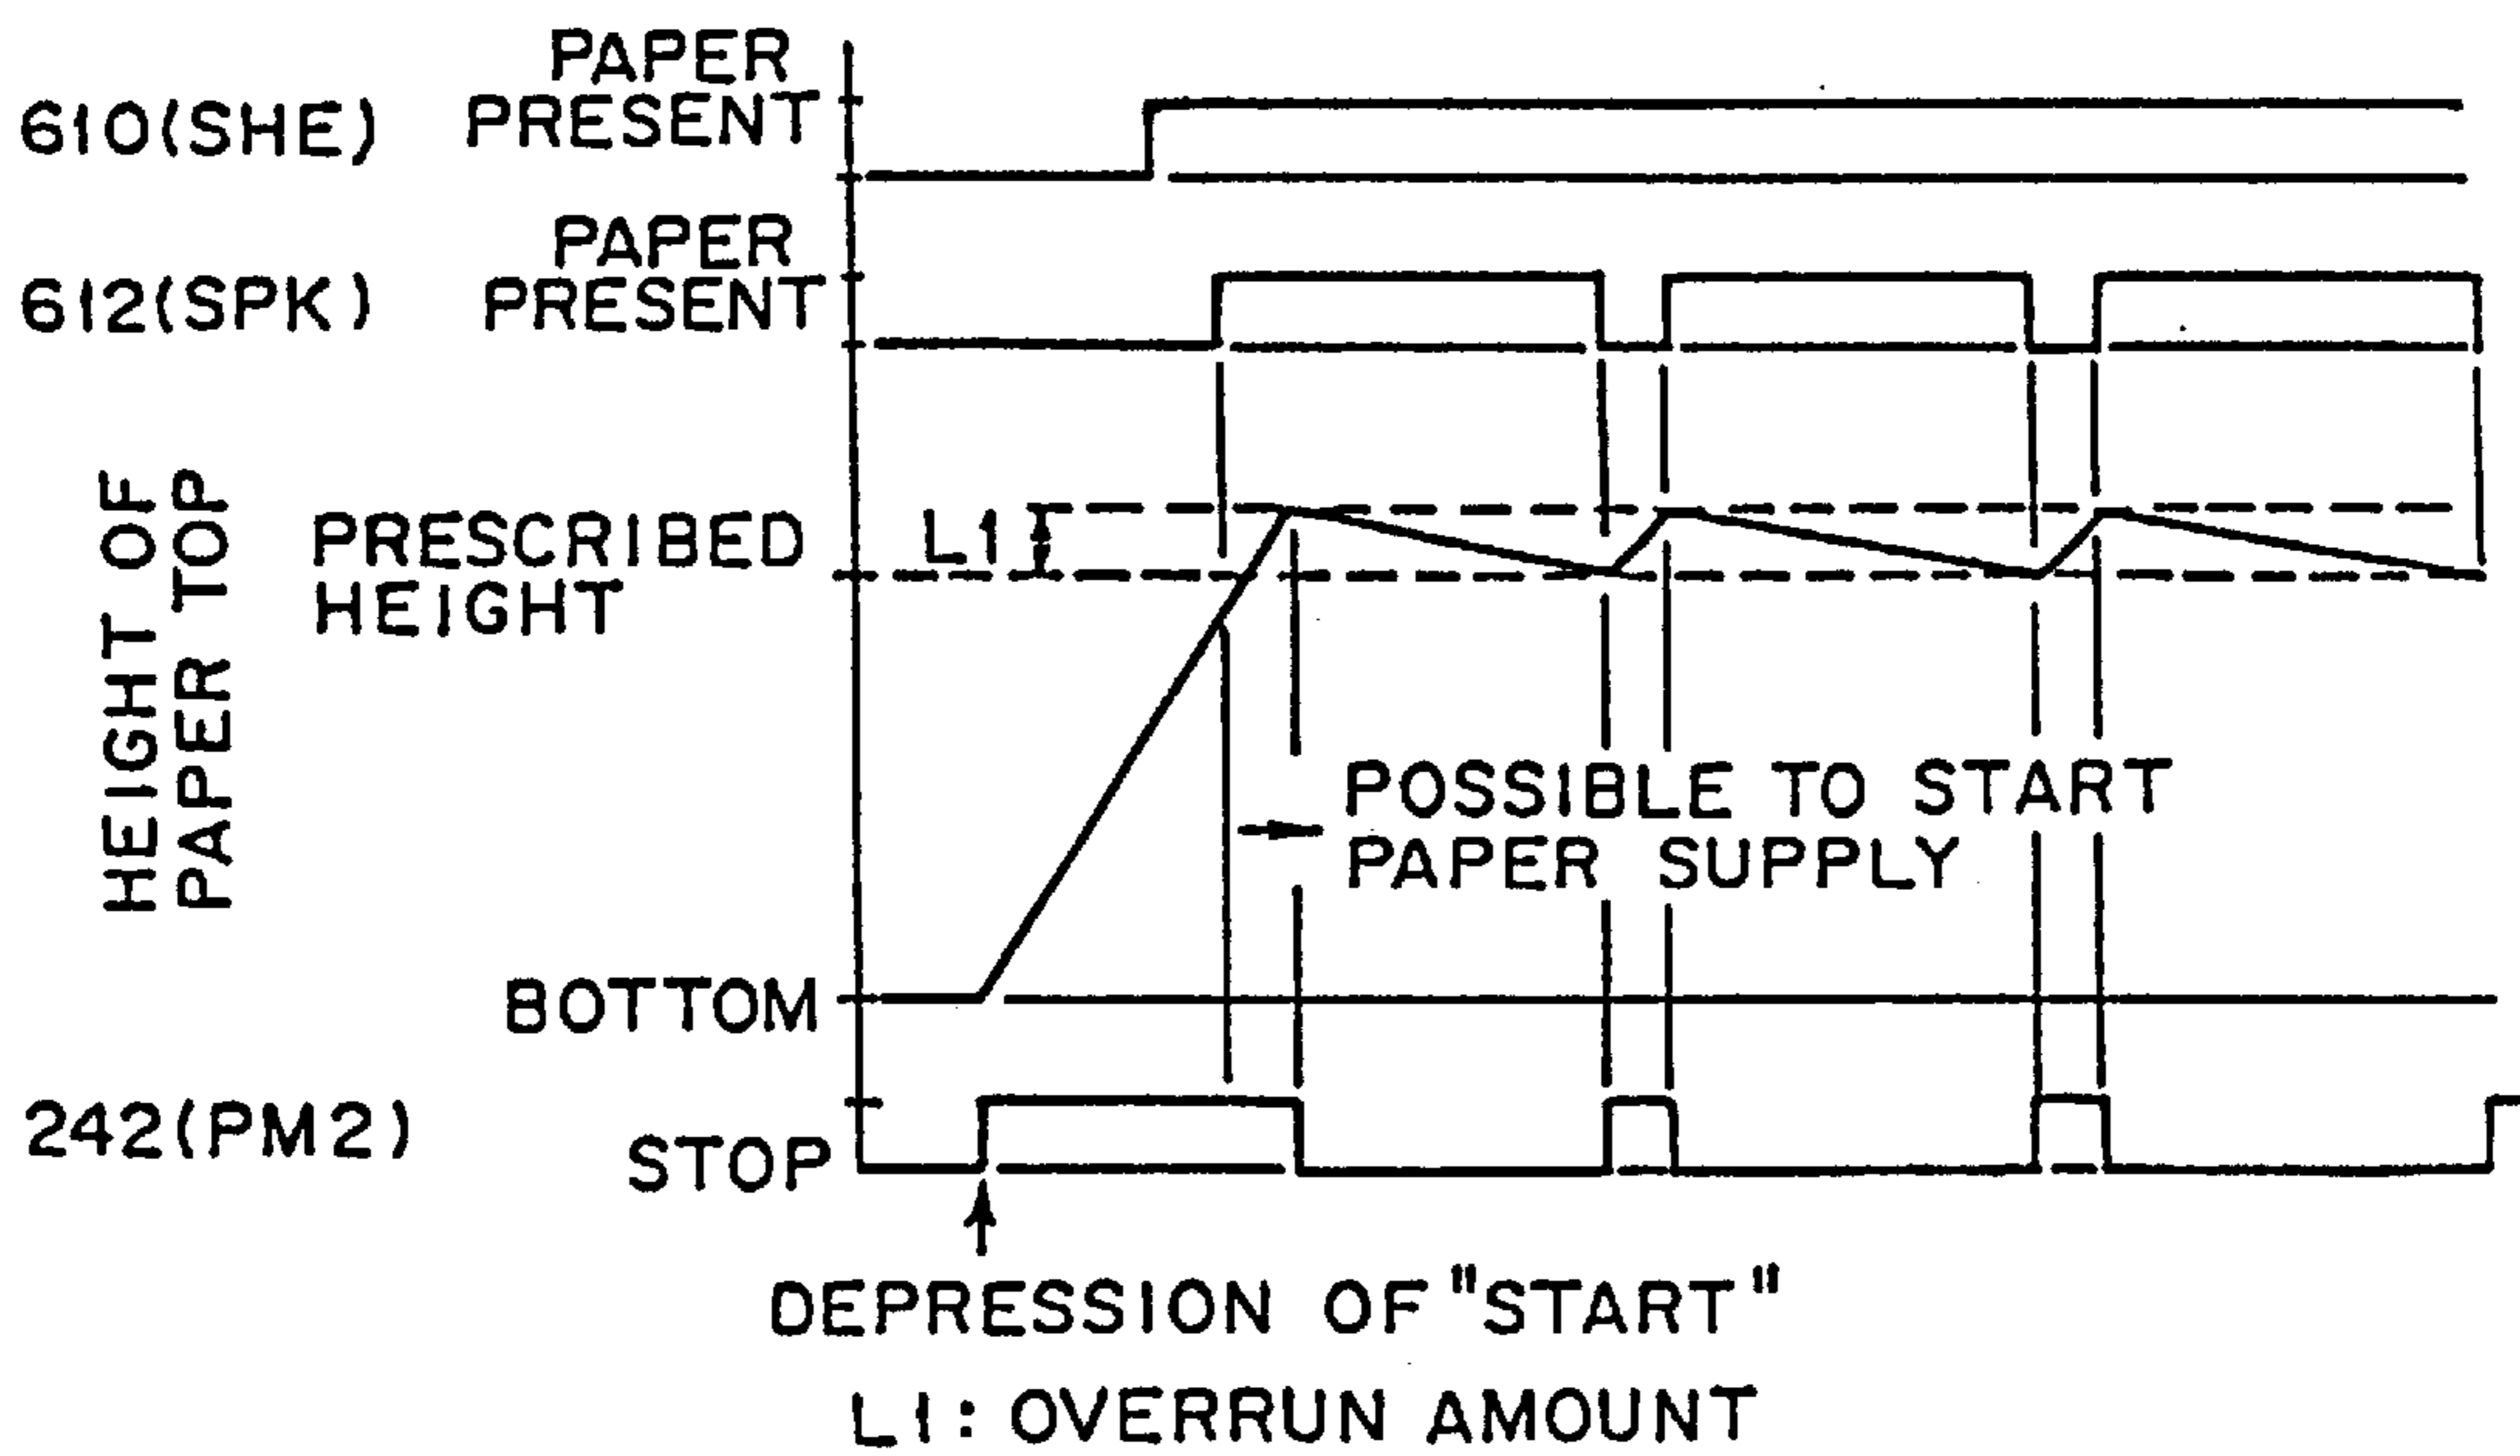 PAPER
610(SHE) PRESENT
PAPER
612(SPK) PRESENT
HEIGHT OF
PAPER TOP
PRESCRIBED L1
HEIGHT
POSSIBLE TO START
PAPER SUPPLY
BOTTOM
242(PM2)
STOP
DEPRESSION OF "START"
L1: OVERRUN AMOUNT